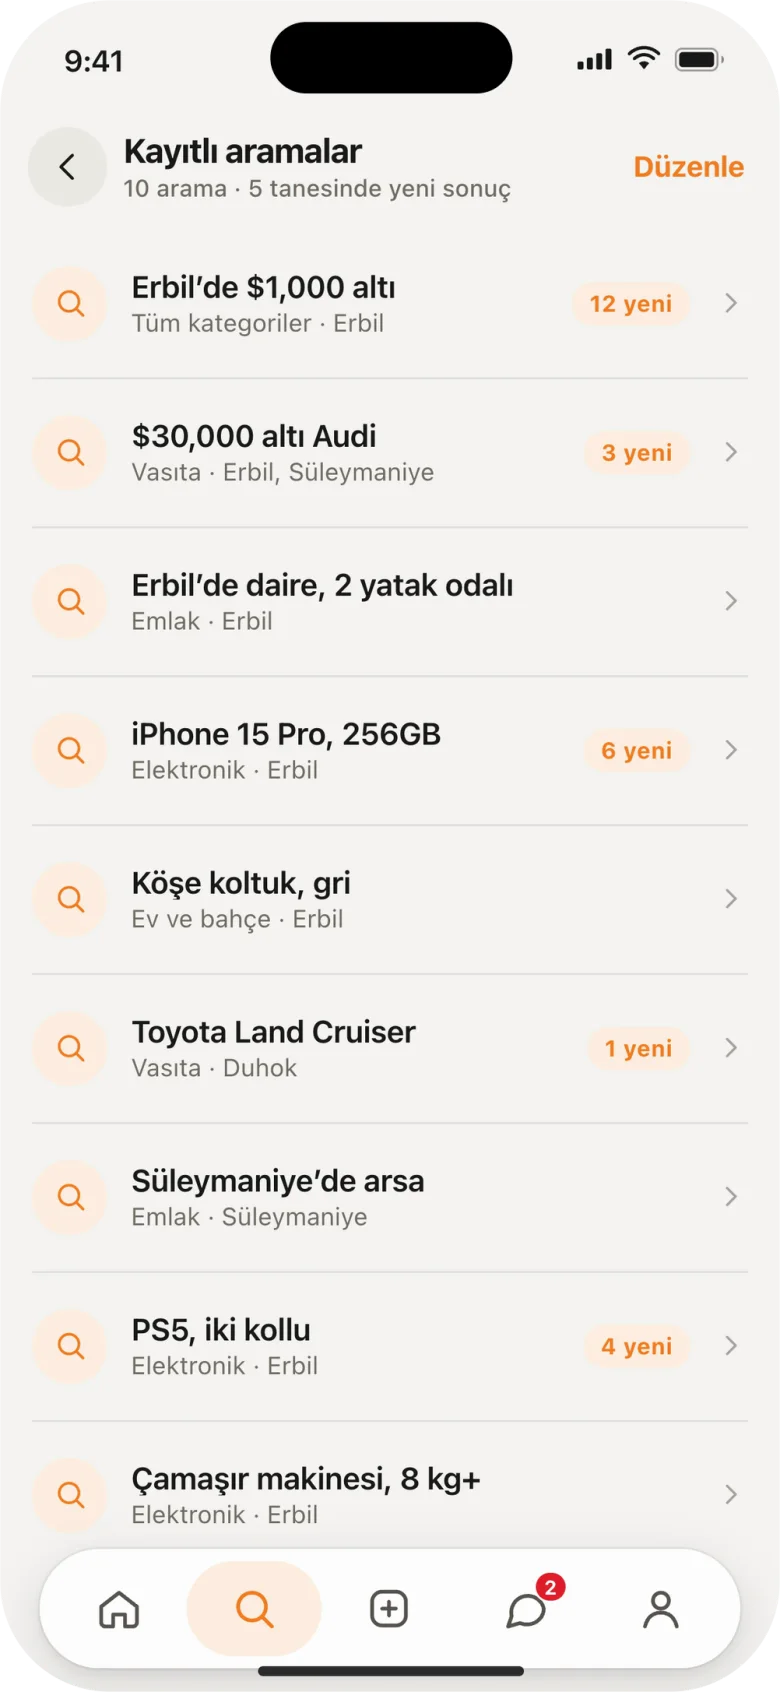 9:41
Kayıtlı aramalar
10 arama · 5 tanesinde yeni sonuç
Düzenle
Erbil’de $1,000 altı
Tüm kategoriler · Erbil
12 yeni
$30,000 altı Audi
Vasıta · Erbil, Süleymaniye
3 yeni
Erbil’de daire, 2 yatak odalı
Emlak · Erbil
iPhone 15 Pro, 256GB
Elektronik · Erbil
6 yeni
Köşe koltuk, gri
Ev ve bahçe · Erbil
Toyota Land Cruiser
Vasıta · Duhok
1 yeni
Süleymaniye’de arsa
Emlak · Süleymaniye
PS5, iki kollu
Elektronik · Erbil
4 yeni
Çamaşır makinesi, 8 kg+
Elektronik · Erbil
2